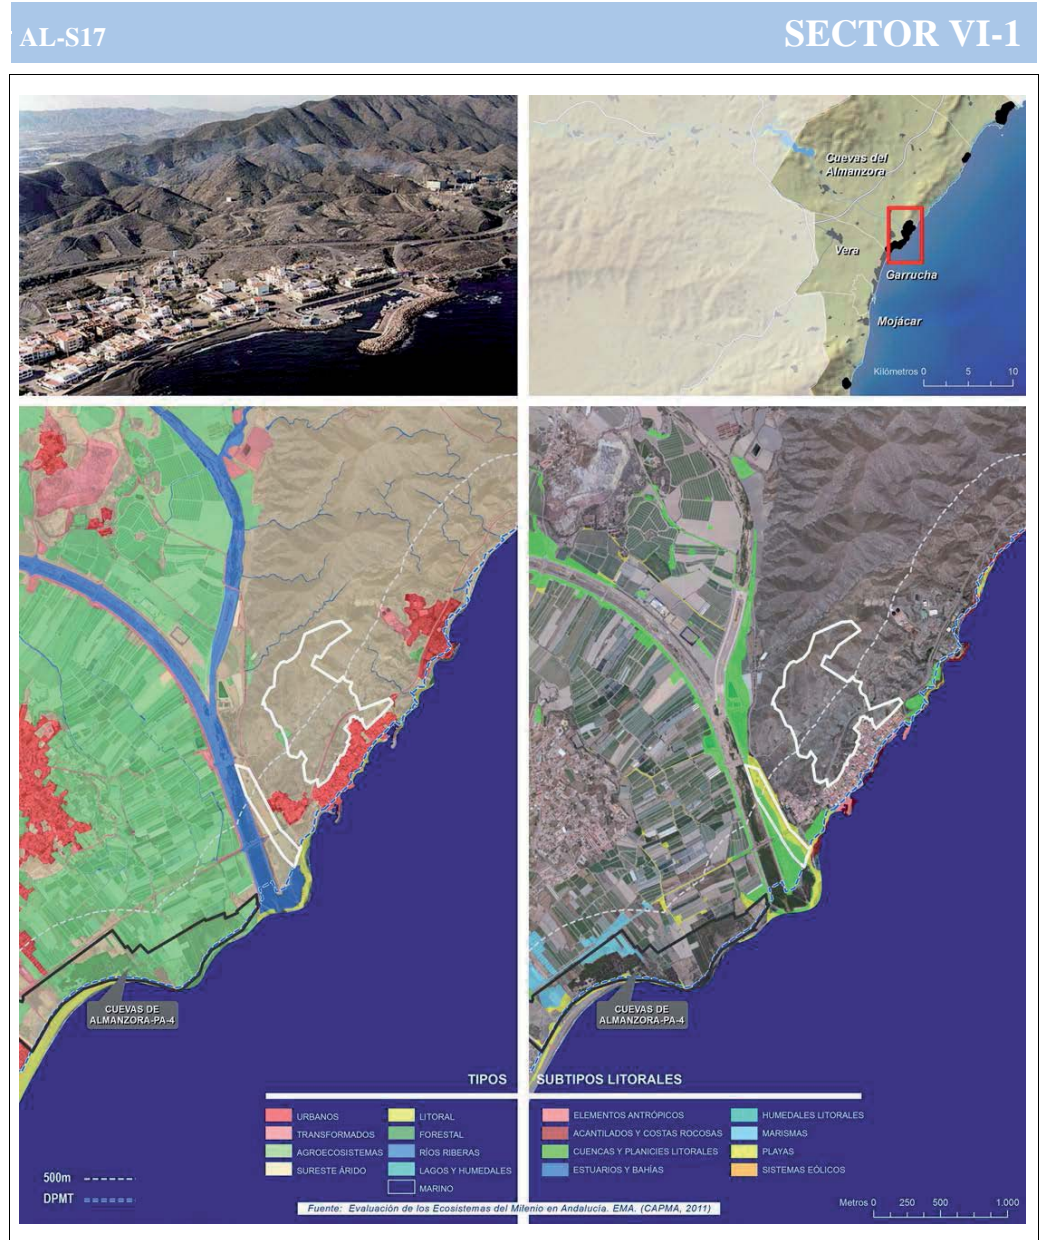 AL-S17
SECTOR VI-1
Cuevas del
Almanzora
Vera
Garrucha
Mojácar
Kilómetros 0 5 10
CUEVAS DE
ALMANZORA-PA-4
CUEVAS DE
ALMANZORA-PA-4
TIPOS
SUBTIPOS LITORALES
URBANOS
TRANSFORMADOS
AGROECOSISTEMAS
SURESTE ÁRIDO
LITORAL
FORESTAL
RÍOS RIBERAS
LAGOS Y HUMEDALES
MARINO
ELEMENTOS ANTRÓPICOS
ACANTILADOS Y COSTAS ROCOSAS
CUENCAS Y PLANICIES LITORALES
ESTUARIOS Y BAHÍAS
HUMEDALES LITORALES
MARISMAS
PLAYAS
SISTEMAS EÓLICOS
500m
DPMT
Metros 0 250 500 1.000
Fuente: Evaluación de los Ecosistemas del Milenio en Andalucía. EMA. (CAPMA, 2011)